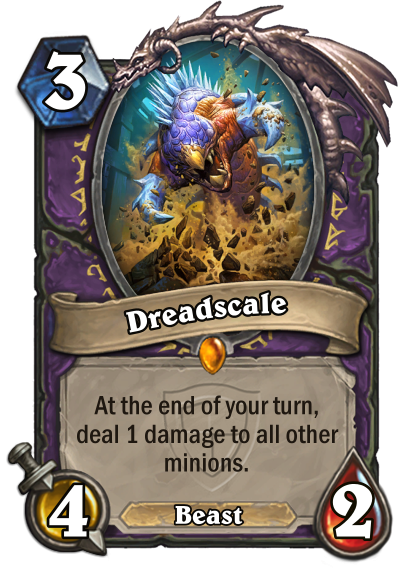 3
Dreadscale
At the end of your turn,
deal 1 damage to all other
minions.
4
Beast
2